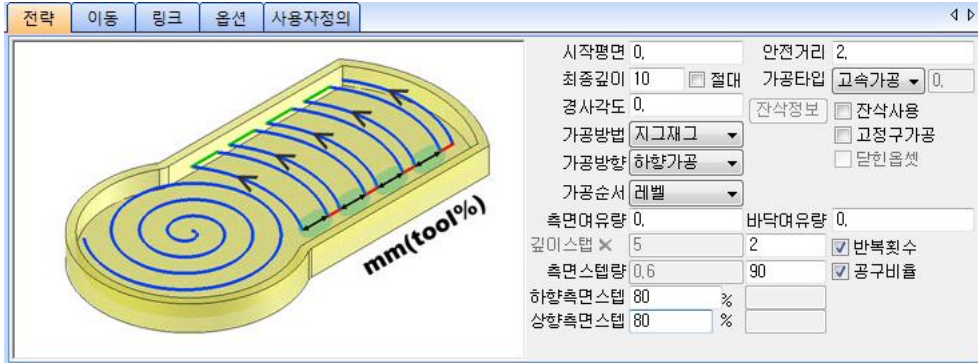 전략 이동 링크 옵션 사용자정의
시작평면 0, 안전거리 2,
최종깊이 10 절대 가공타입 고속가공 0,
경사각도 0, 잔삭정보 잔삭사용
가공방법 지그재그 고정구가공
가공방향 하향가공 닫힌옵셋
가공순서 레벨
측면여유량 0, 바닥여유량 0,
깊이스탭 × 5 2 반복횟수
측면스텝량 0,6 90 공구비율
하향측면스텝 80 %
상향측면스텝 80 %
mm(tool%)